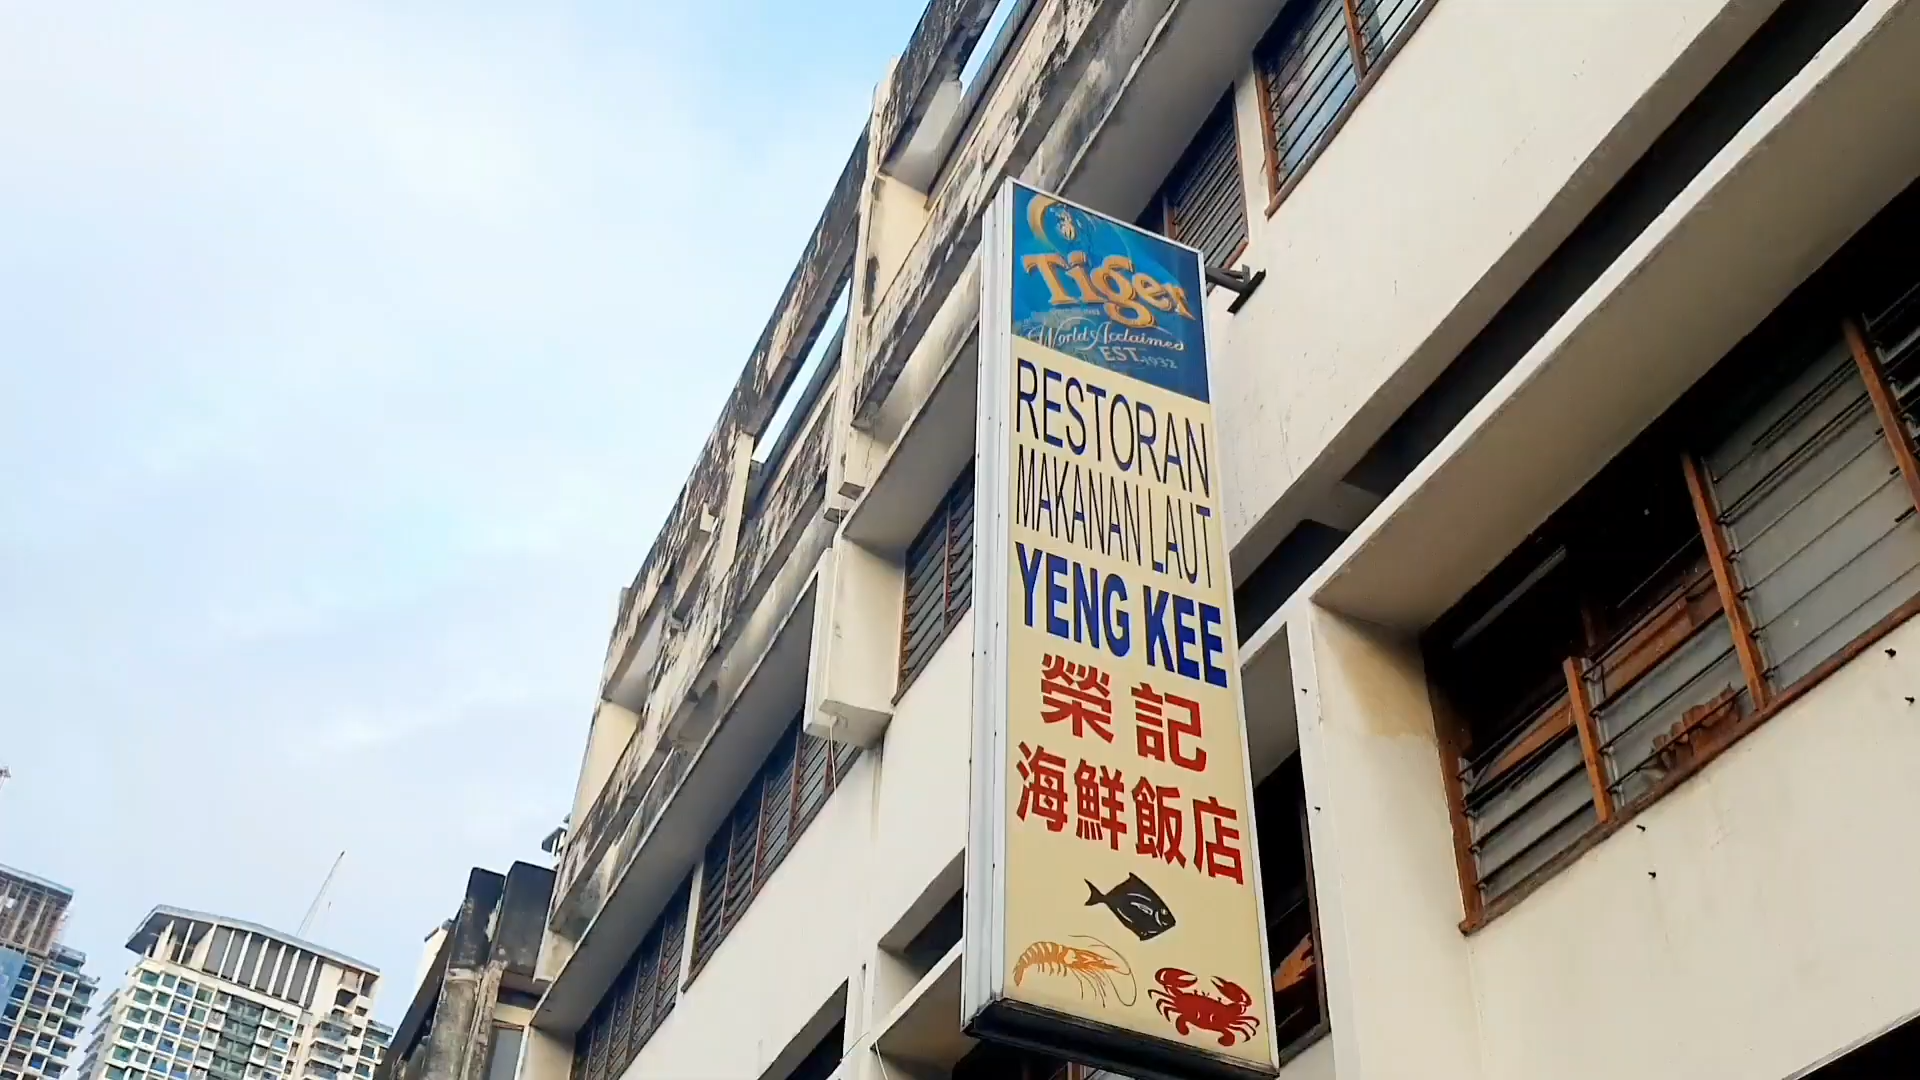 Tiger
World Acclaimed
EST. 1932
RESTORAN
MAKANAN LAUT
YENG KEE
榮記
海鮮飯店